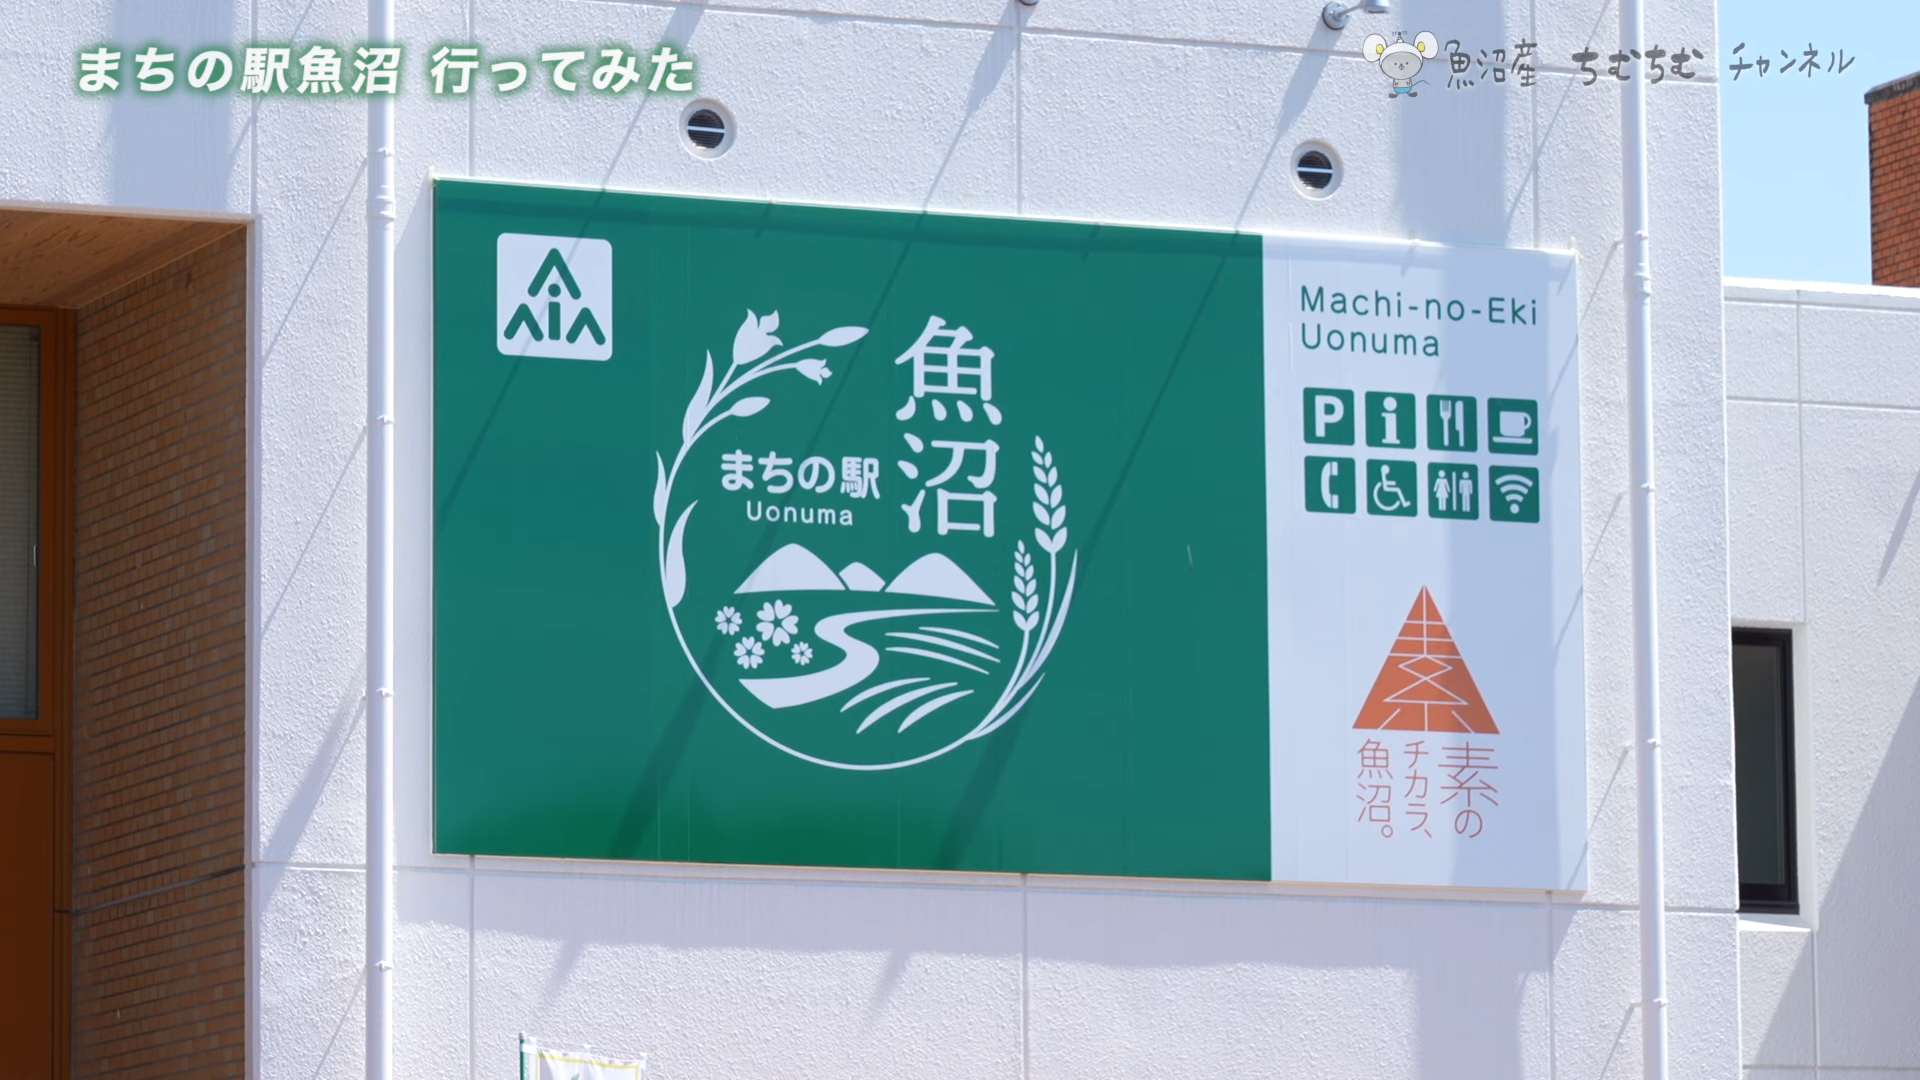 まちの駅魚沼 行ってみた
魚沼産 ちむちむ チャンネル
魚沼
まちの駅
Uonuma
Machi-no-Eki
Uonuma
P i
素
素の
チカラ、
魚沼。